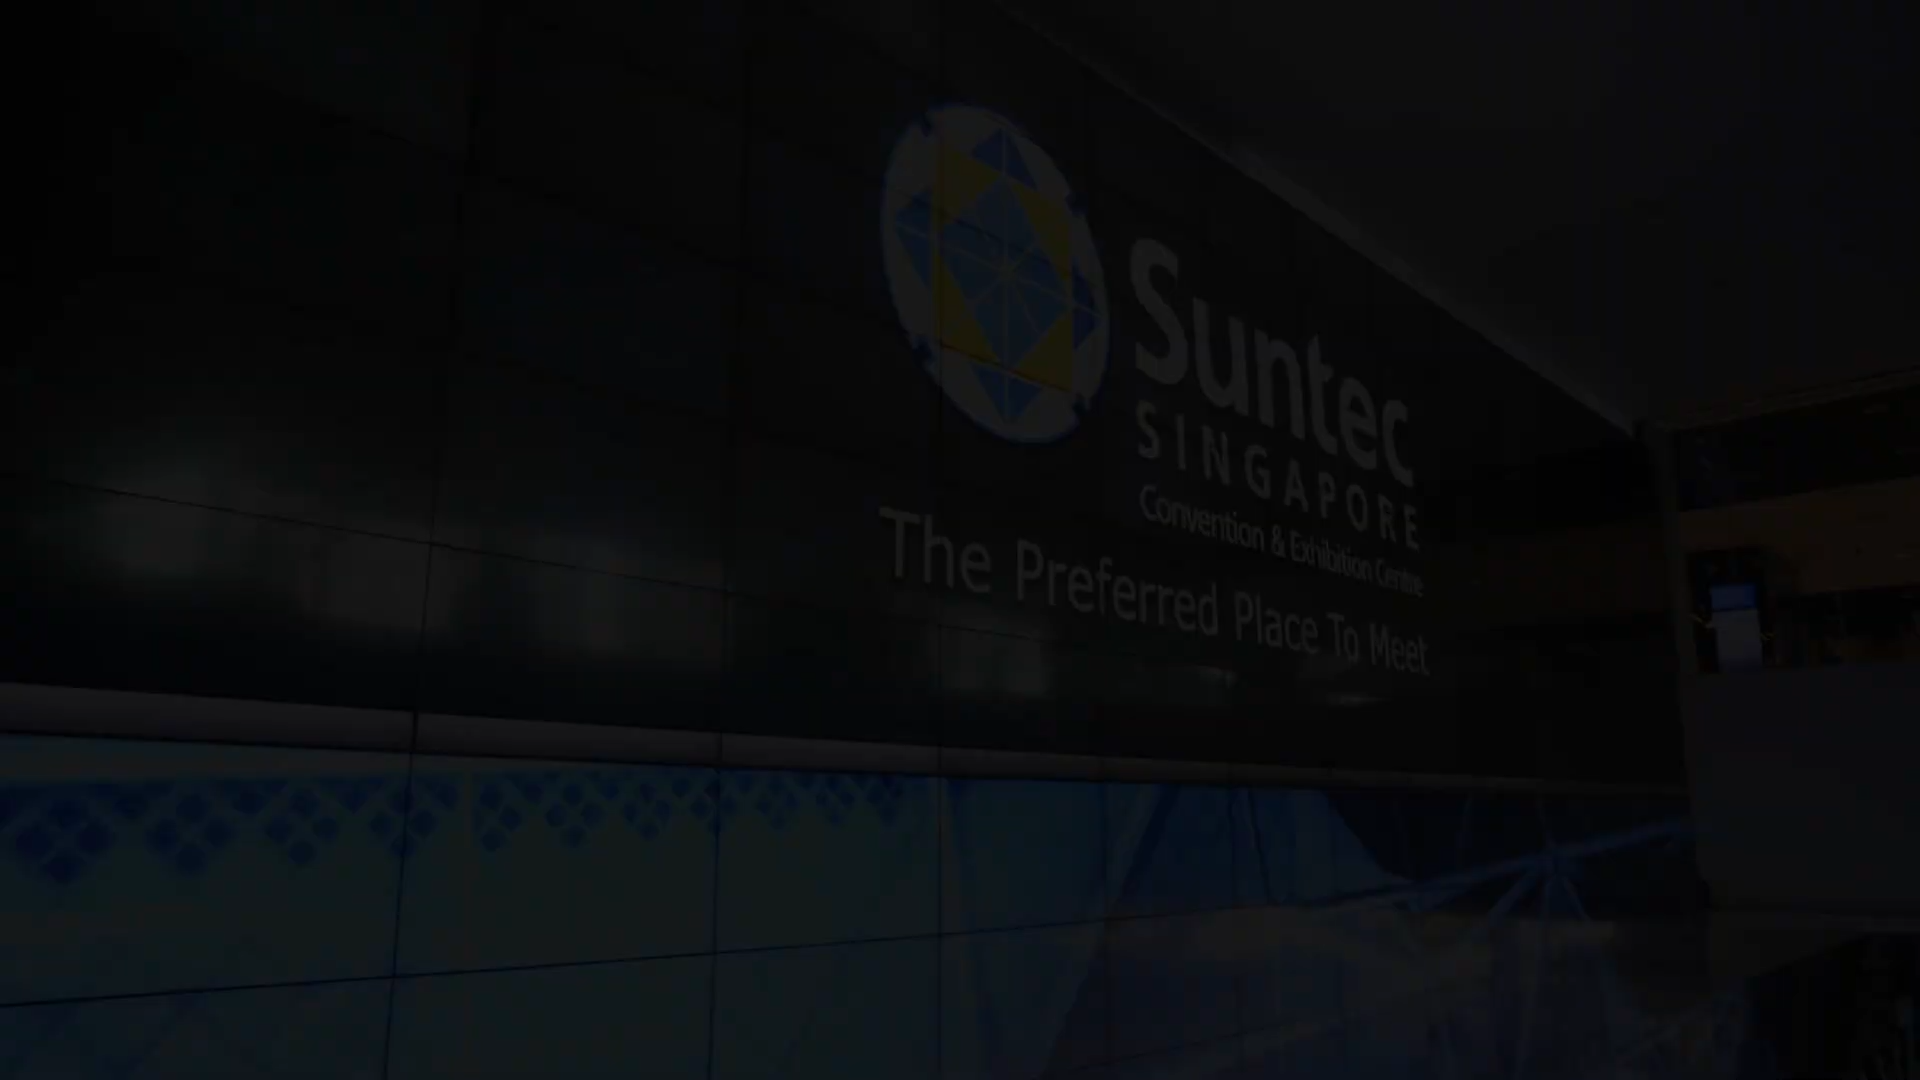 Suntec
SINGAPORE
Convention & Exhibition Centre
The Preferred Place To Meet